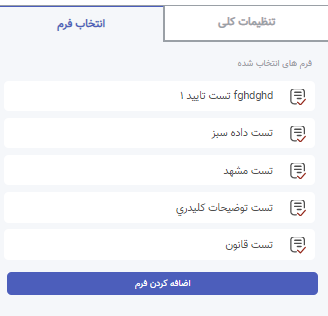 تنظیمات کلی
انتخاب فرم
فرم های انتخاب شده
fghdghd تست تایید ۱
تست داده سبز
تست مشهد
تست توضیحات کلیدري
تست قانون
اضافه کردن فرم